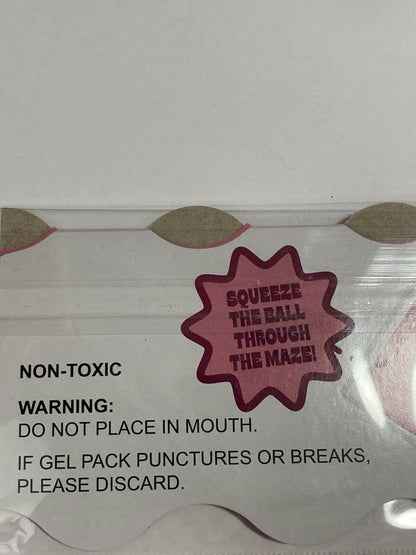 SQUEEZE
THE BALL
THROUGH
THE MAZE!
NON-TOXIC
WARNING:
DO NOT PLACE IN MOUTH.
IF GEL PACK PUNCTURES OR BREAKS,
PLEASE DISCARD.